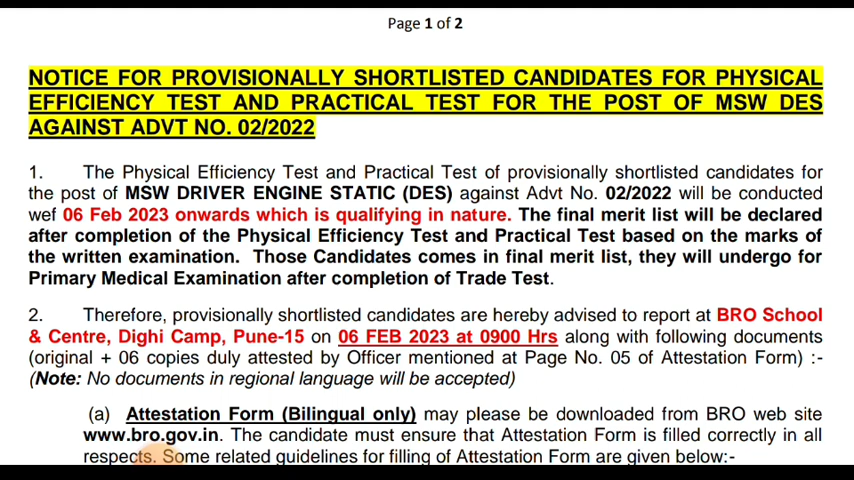 Page 1 of 2
NOTICE FOR PROVISIONALLY SHORTLISTED CANDIDATES FOR PHYSICAL
EFFICIENCY TEST AND PRACTICAL TEST FOR THE POST OF MSW DES
AGAINST ADVT NO. 02/2022
1. The Physical Efficiency Test and Practical Test of provisionally shortlisted candidates for
the post of MSW DRIVER ENGINE STATIC (DES) against Advt No. 02/2022 will be conducted
wef 06 Feb 2023 onwards which is qualifying in nature. The final merit list will be declared
after completion of the Physical Efficiency Test and Practical Test based on the marks of
the written examination. Those Candidates comes in final merit list, they will undergo for
Primary Medical Examination after completion of Trade Test.
2. Therefore, provisionally shortlisted candidates are hereby advised to report at BRO School
& Centre, Dighi Camp, Pune-15 on 06 FEB 2023 at 0900 Hrs along with following documents
(original + 06 copies duly attested by Officer mentioned at Page No. 05 of Attestation Form) :-
(Note: No documents in regional language will be accepted)
(a) Attestation Form (Bilingual only) may please be downloaded from BRO web site
www.bro.gov.in. The candidate must ensure that Attestation Form is filled correctly in all
respects. Some related guidelines for filling of Attestation Form are given below:-